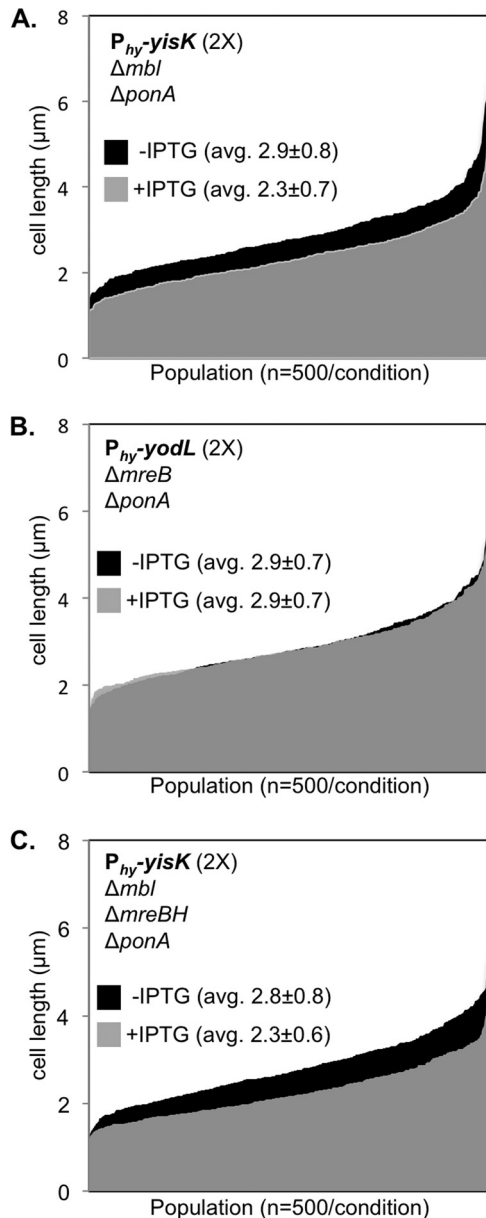 A.
8
6
4
2
0
cell length (μm)
Phy-yisK (2X)
Δmbl
ΔponA
-IPTG (avg. 2.9±0.8)
+IPTG (avg. 2.3±0.7)
Population (n=500/condition)
B.
8
6
4
2
0
cell length (μm)
Phy-yodL (2X)
ΔmreB
ΔponA
-IPTG (avg. 2.9±0.7)
+IPTG (avg. 2.9±0.7)
Population (n=500/condition)
C.
8
6
4
2
0
cell length (μm)
Phy-yisK (2X)
Δmbl
ΔmreBH
ΔponA
-IPTG (avg. 2.8±0.8)
+IPTG (avg. 2.3±0.6)
Population (n=500/condition)